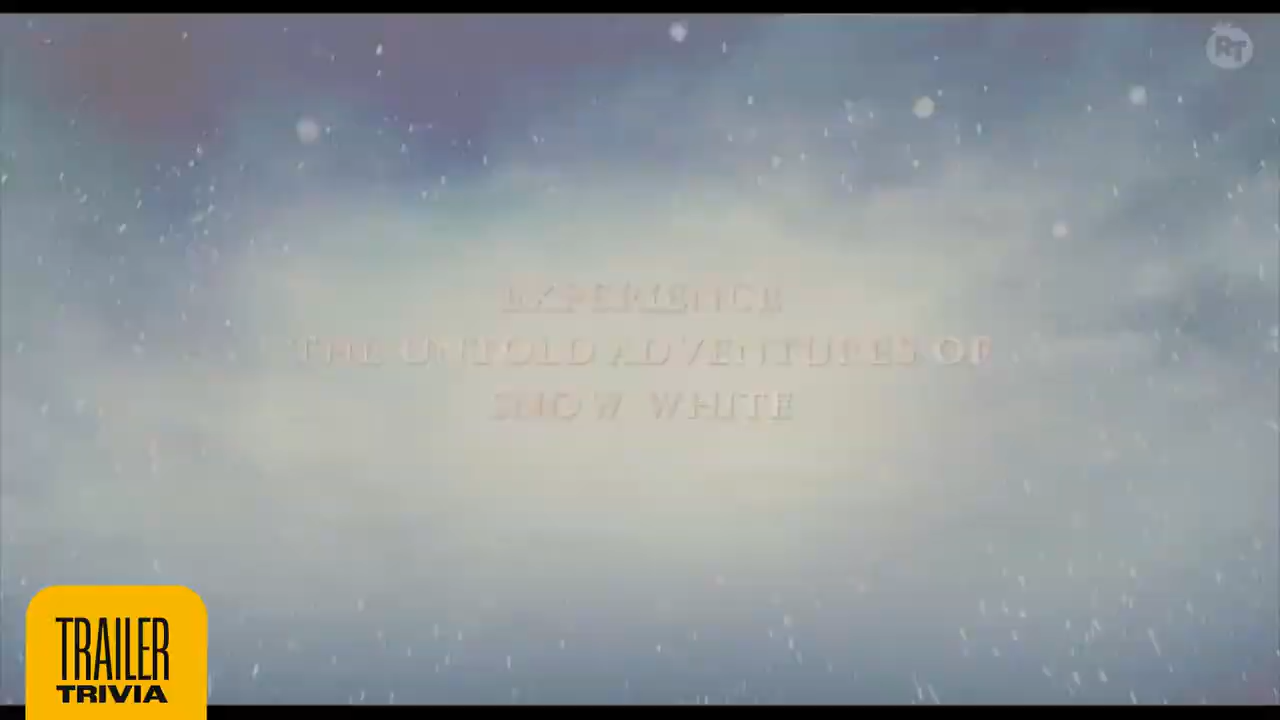 RT
EXPERIENCE
THE UNTOLD ADVENTURES OF
SNOW WHITE
TRAILER
TRIVIA